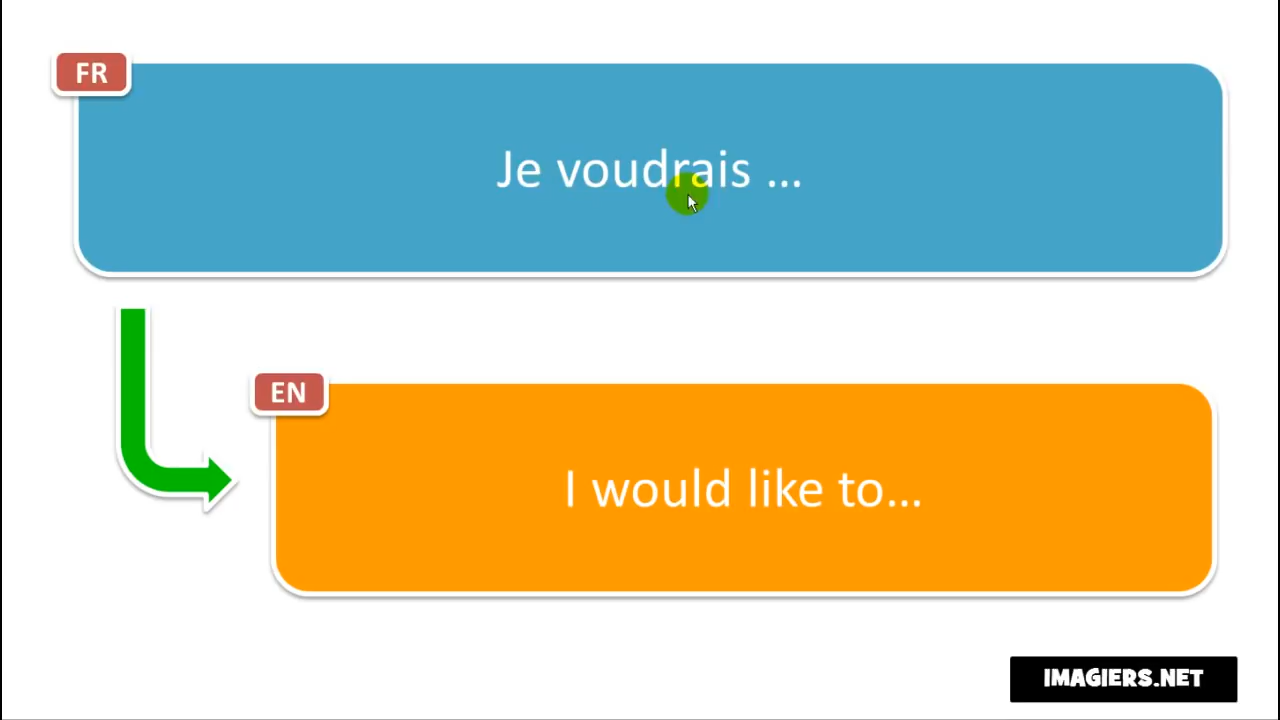 FR
Je voudrais ...
EN
I would like to...
IMAGIERS.NET